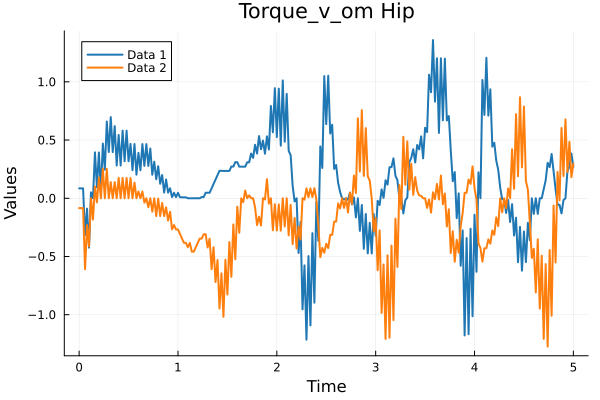 Torque_v_om Hip
Data 1
Data 2
Values
1.0
0.5
0.0
−0.5
−1.0
0 1 2 3 4 5
Time